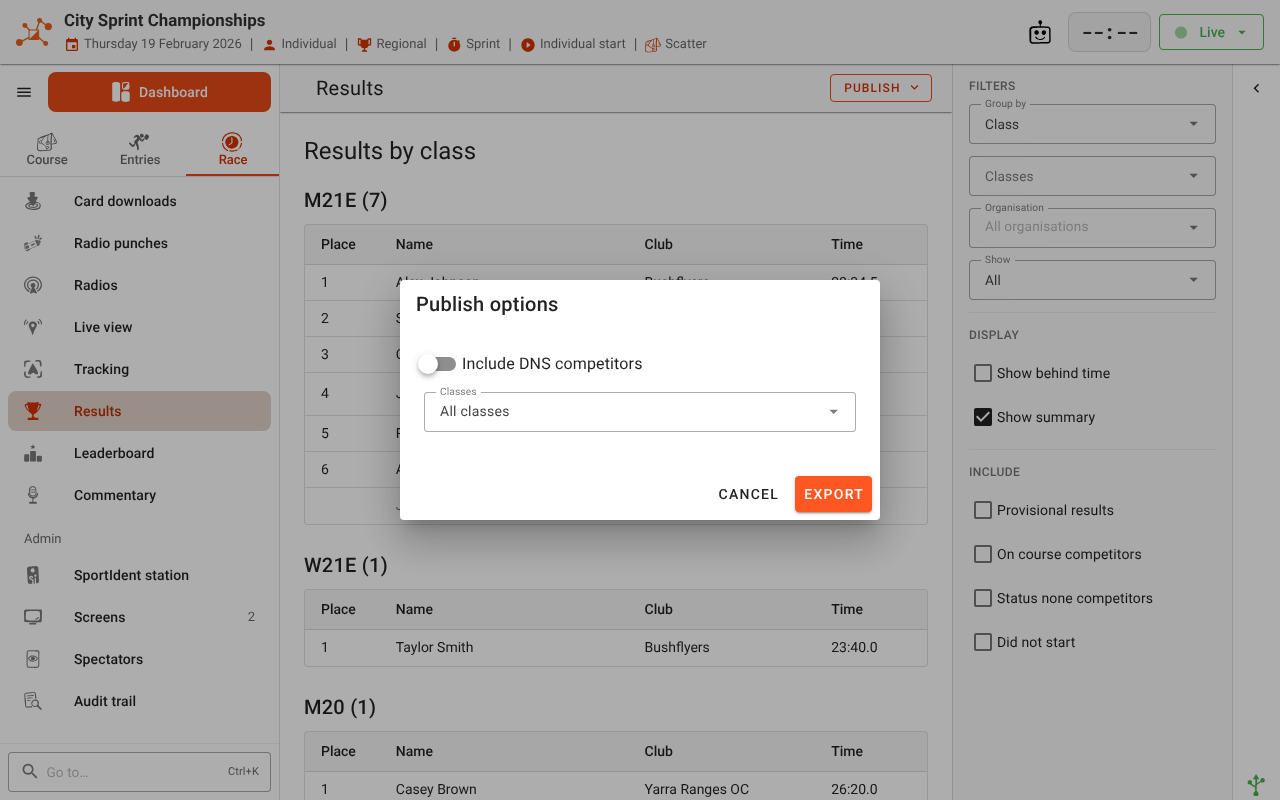 City Sprint Championships
Thursday 19 February 2026 | Individual | Regional | Sprint | Individual start | Scatter
--:--
Live
Dashboard
Course
Entries
Race
Card downloads
Radio punches
Radios
Live view
Tracking
Results
Leaderboard
Commentary
Admin
SportIdent station
Screens 2
Spectators
Audit trail
Go to…
Ctrl+K
Results
PUBLISH
Results by class
M21E (7)
Place Name Club Time
1
2
3
4
5
6
Publish options
Include DNS competitors
Classes
All classes
CANCEL
EXPORT
W21E (1)
Place Name Club Time
1 Taylor Smith Bushflyers 23:40.0
M20 (1)
Place Name Club Time
1 Casey Brown Yarra Ranges OC 26:20.0
FILTERS
Group by
Class
Classes
Organisation
All organisations
Show
All
DISPLAY
Show behind time
Show summary
INCLUDE
Provisional results
On course competitors
Status none competitors
Did not start